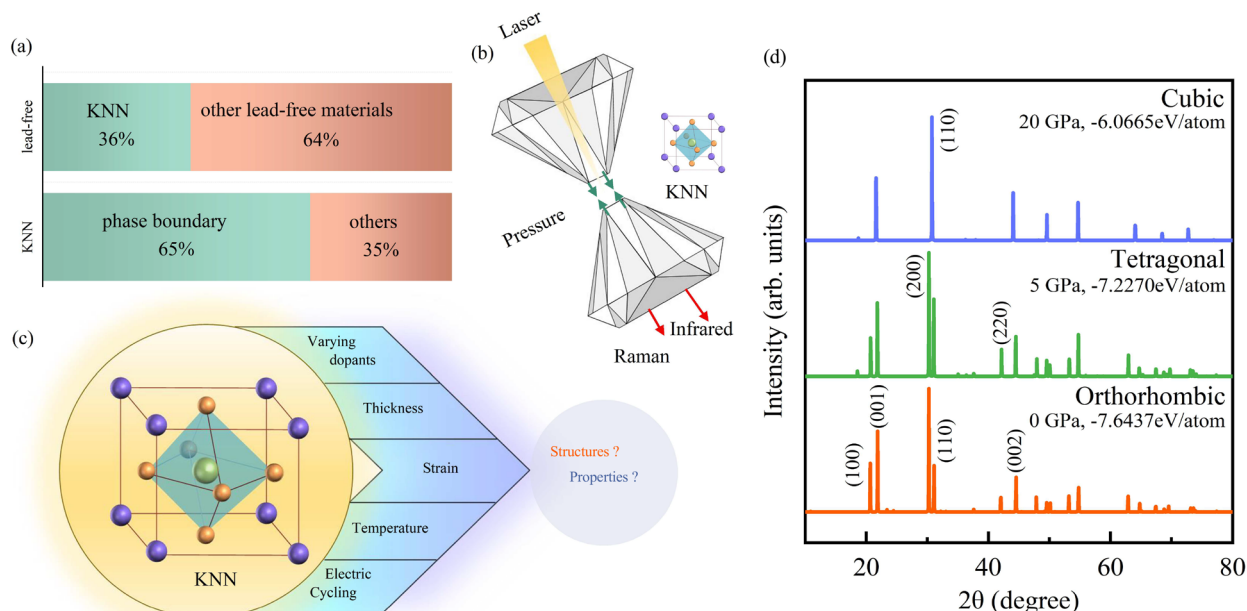 (a)
lead-free
KNN
36%
other lead-free materials
64%
KNN
phase boundary
65%
others
35%
(b)
Laser
KNN
Pressure
Infrared
Raman
(c)
KNN
Varying
dopants
Thickness
Strain
Temperature
Electric
Cycling
Structures ?
Properties ?
(d)
Intensity (arb. units)
Cubic
20 GPa, -6.0665eV/atom
(110)
Tetragonal
5 GPa, -7.2270eV/atom
(200)
(220)
Orthorhombic
0 GPa, -7.6437eV/atom
(100)
(001)
(110)
(002)
20
40
60
80
2θ (degree)